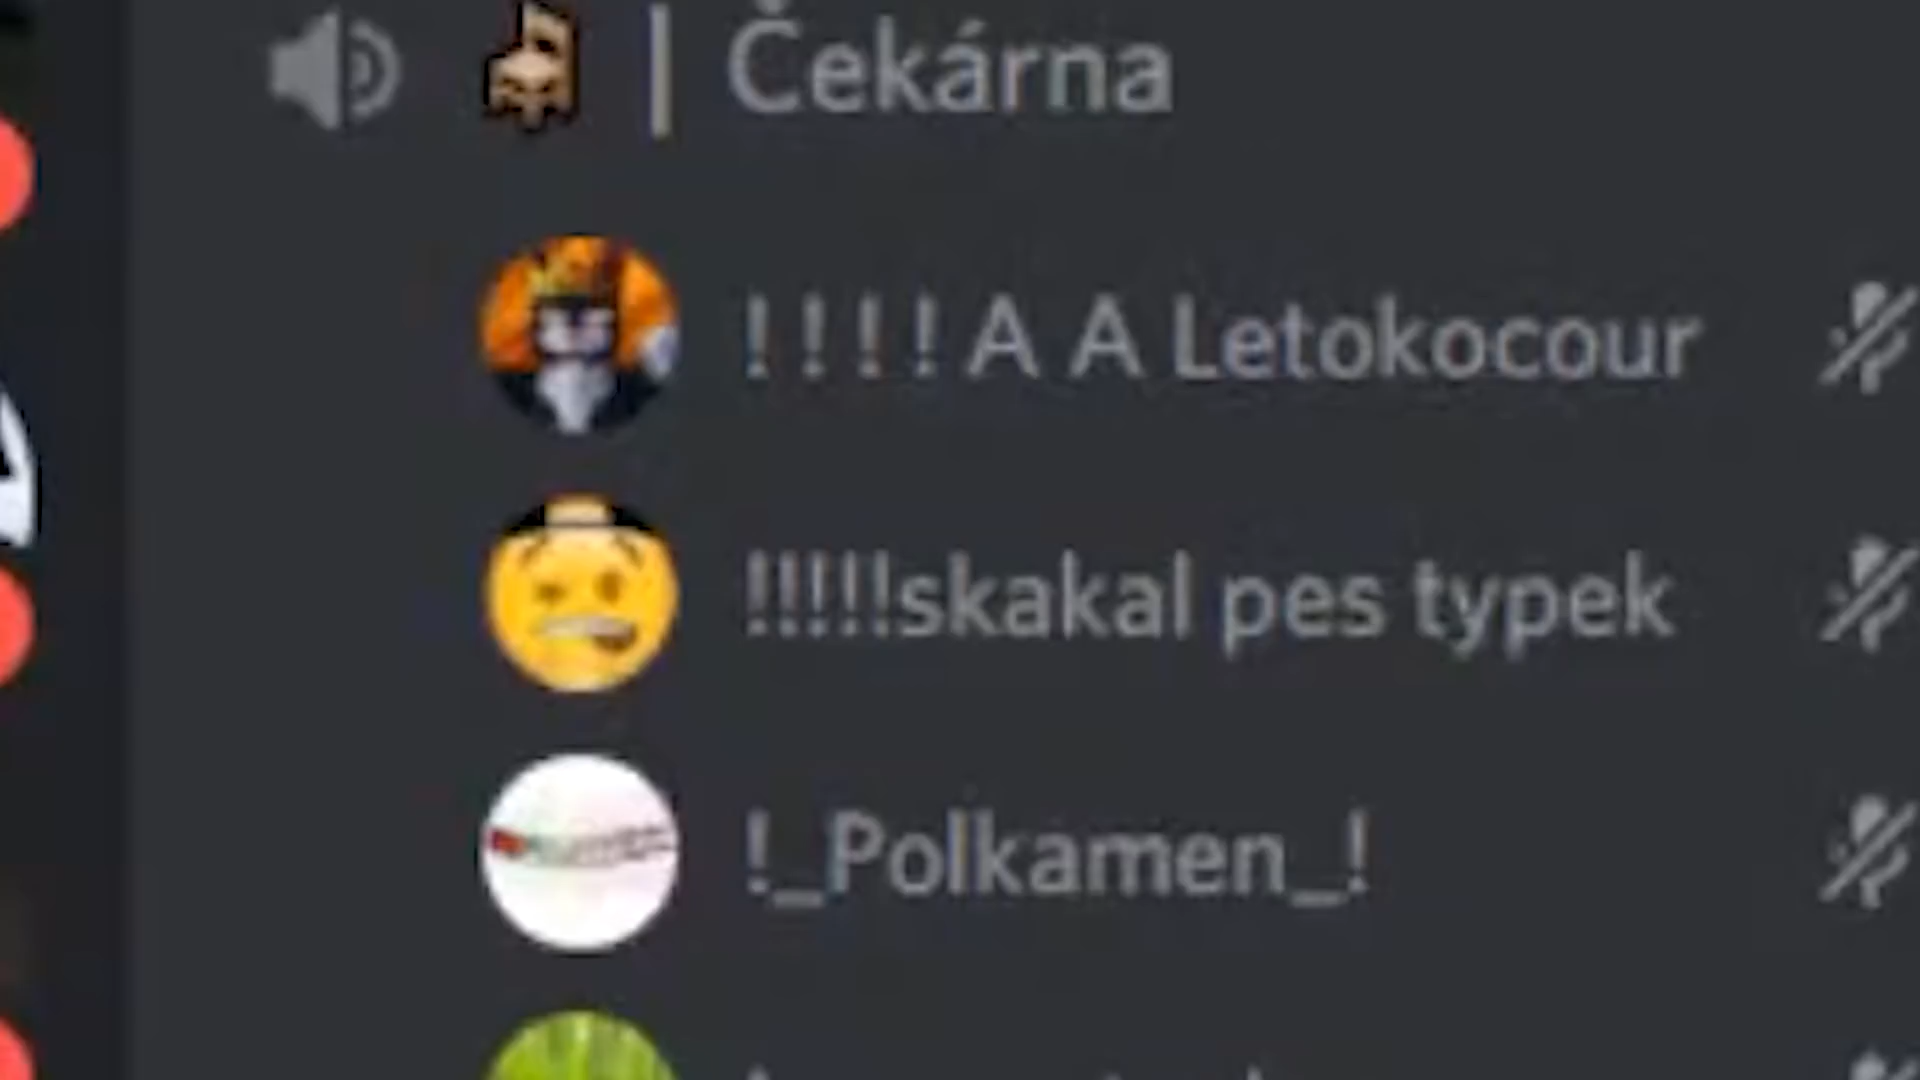 | Čekárna
! ! ! ! A A Letokocour
!!!!!skakal pes typek
!_Polkamen_!